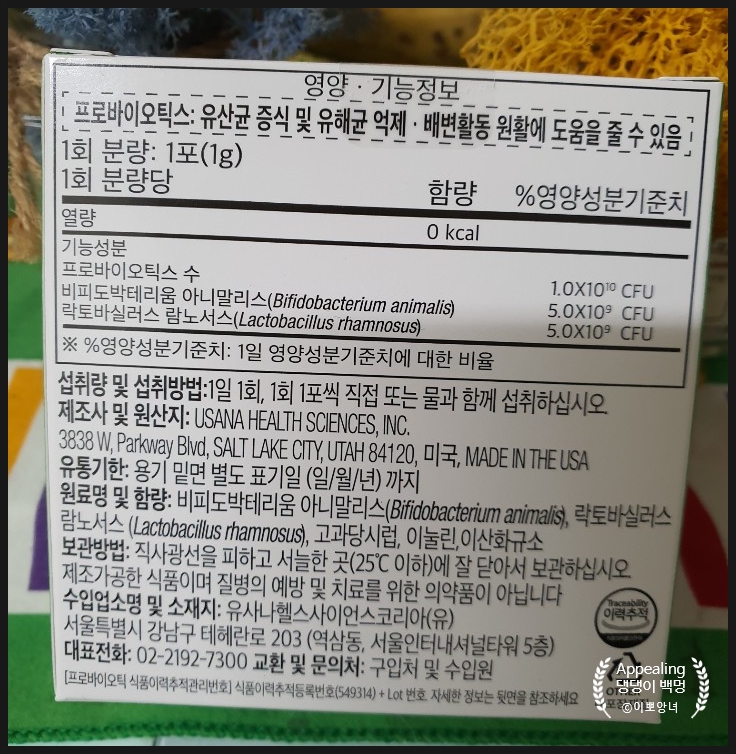 영양 · 기능정보
프로바이오틱스: 유산균 증식 및 유해균 억제 · 배변활동 원활에 도움을 줄 수 있음
1회 분량: 1포(1g)
1회 분량당 함량 %영양성분기준치
열량 0 kcal
기능성분
프로바이오틱스 수 1.0X10¹⁰ CFU
비피도박테리움 아니말리스(Bifidobacterium animalis) 5.0X10⁹ CFU
락토바실러스 람노서스(Lactobacillus rhamnosus) 5.0X10⁹ CFU
※ %영양성분기준치: 1일 영양성분기준치에 대한 비율
섭취량 및 섭취방법:1일 1회, 1회 1포씩 직접 또는 물과 함께 섭취하십시오.
제조사 및 원산지: USANA HEALTH SCIENCES, INC.
3838 W, Parkway Blvd, SALT LAKE CITY, UTAH 84120, 미국, MADE IN THE USA
유통기한: 용기 밑면 별도 표기일 (일/월/년) 까지
원료명 및 함량: 비피도박테리움 아니말리스(Bifidobacterium animalis), 락토바실러스
람노서스 (Lactobacillus rhamnosus), 고과당시럽, 이눌린,이산화규소
보관방법: 직사광선을 피하고 서늘한 곳(25℃ 이하)에 잘 닫아서 보관하십시오.
제조가공한 식품이며 질병의 예방 및 치료를 위한 의약품이 아닙니다
수입업소명 및 소재지: 유사나헬스사이언스코리아(유)
서울특별시 강남구 테헤란로 203 (역삼동, 서울인터내셔널타워 5층)
대표전화: 02-2192-7300 교환 및 문의처: 구입처 및 수입원
[프로바이오틱 식품이력추적관리번호] 식품이력추적등록번호(549314) + Lot 번호. 자세한 정보는 뒷면을 참조하세요
Traceability
이력추적
Appealing
댕댕이 백명
©이뽀앙녀